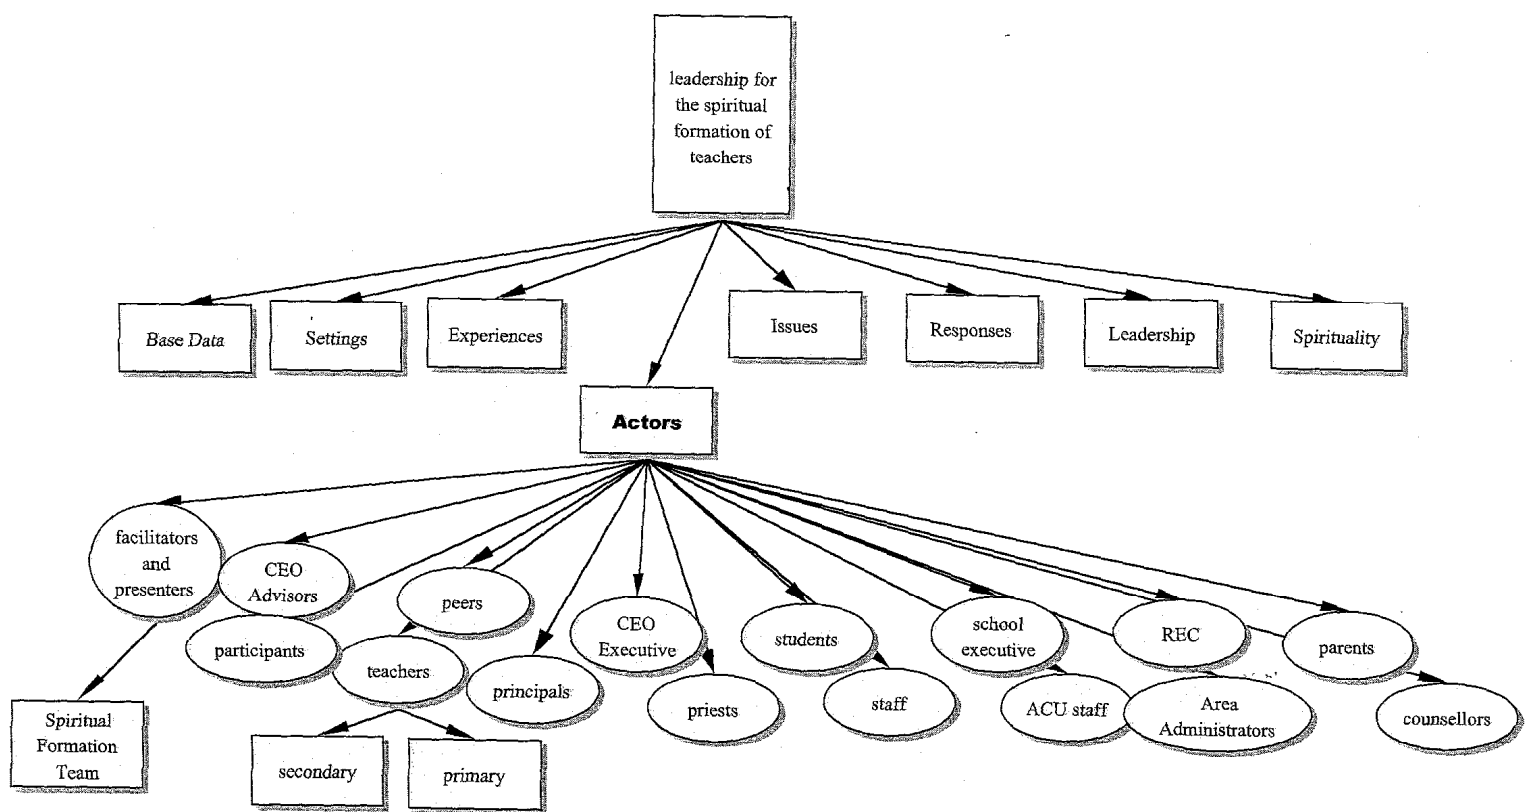 leadership for
the spiritual
formation of
teachers
Base Data
Settings
Experiences
Issues
Responses
Leadership
Spirituality
Actors
facilitators
and
presenters
CEO
Advisors
participants
peers
teachers
principals
CEO
Executive
priests
students
staff
school
executive
ACU staff
REC
Area
Administrators
parents
counsellors
Spiritual
Formation
Team
secondary
primary